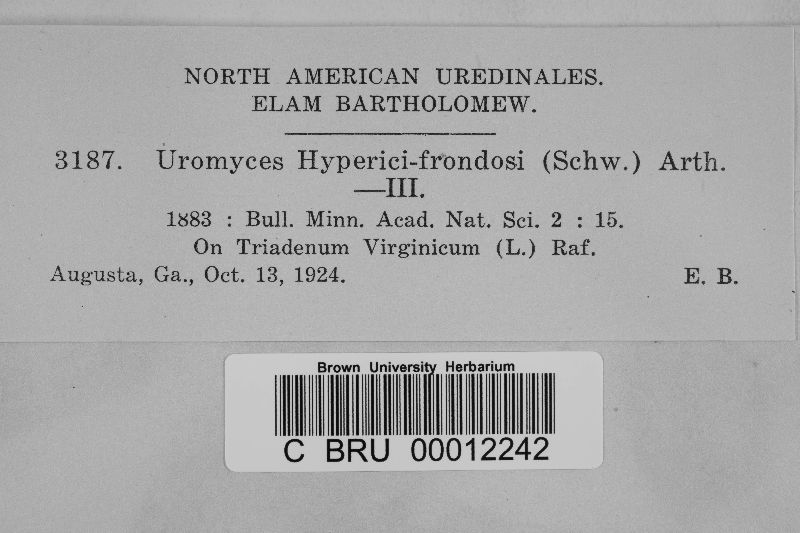 NORTH AMERICAN UREDINALES.
ELAM BARTHOLOMEW.
3187. Uromyces Hyperici-frondosi (Schw.) Arth.
—III.
1883 : Bull. Minn. Acad. Nat. Sci. 2 : 15.
On Triadenum Virginicum (L.) Raf.
Augusta, Ga., Oct. 13, 1924. E. B.
Brown University Herbarium
C BRU 00012242